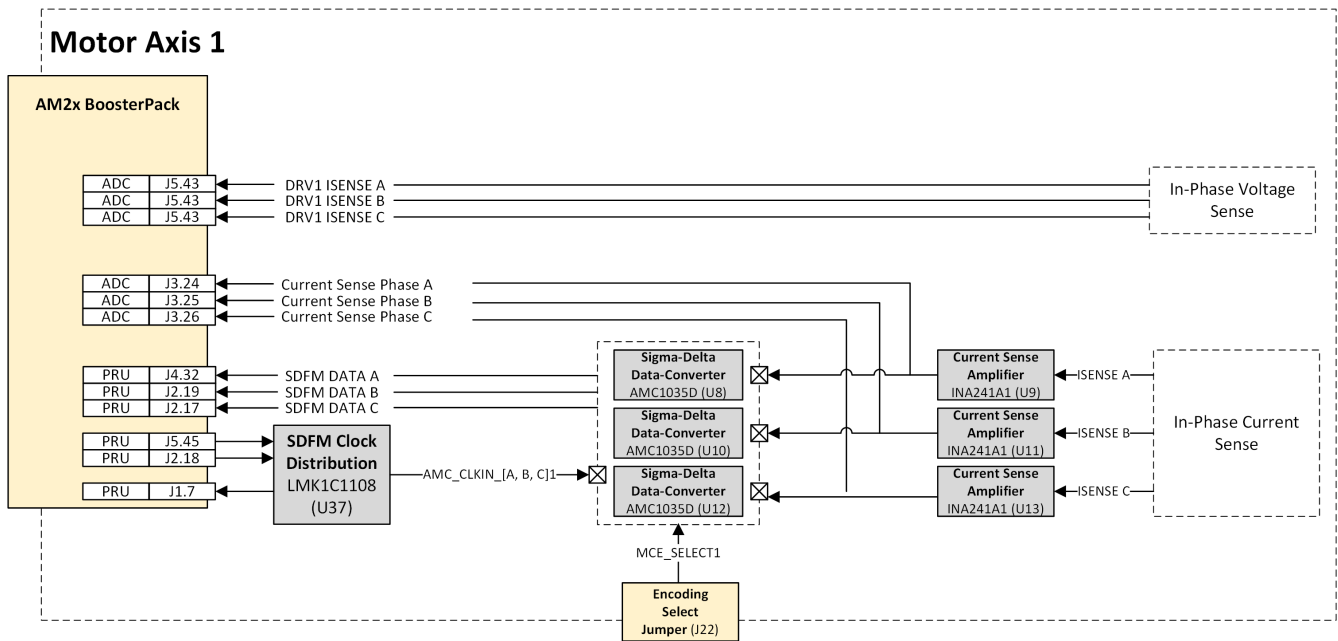 Motor Axis 1
AM2x BoosterPack
ADC J5.43 DRV1 ISENSE A
ADC J5.43 DRV1 ISENSE B
ADC J5.43 DRV1 ISENSE C
In-Phase Voltage
Sense
ADC J3.24 Current Sense Phase A
ADC J3.25 Current Sense Phase B
ADC J3.26 Current Sense Phase C
PRU J4.32 SDFM DATA A
PRU J2.19 SDFM DATA B
PRU J2.17 SDFM DATA C
PRU J5.45
PRU J2.18
PRU J1.7
SDFM Clock
Distribution
LMK1C1108
(U37)
AMC_CLKIN_[A, B, C]1
Sigma-Delta
Data-Converter
AMC1035D (U8)
Sigma-Delta
Data-Converter
AMC1035D (U10)
Sigma-Delta
Data-Converter
AMC1035D (U12)
Current Sense
Amplifier
INA241A1 (U9)
Current Sense
Amplifier
INA241A1 (U11)
Current Sense
Amplifier
INA241A1 (U13)
ISENSE A
ISENSE B
ISENSE C
In-Phase Current
Sense
MCE_SELECT1
Encoding
Select
Jumper (J22)